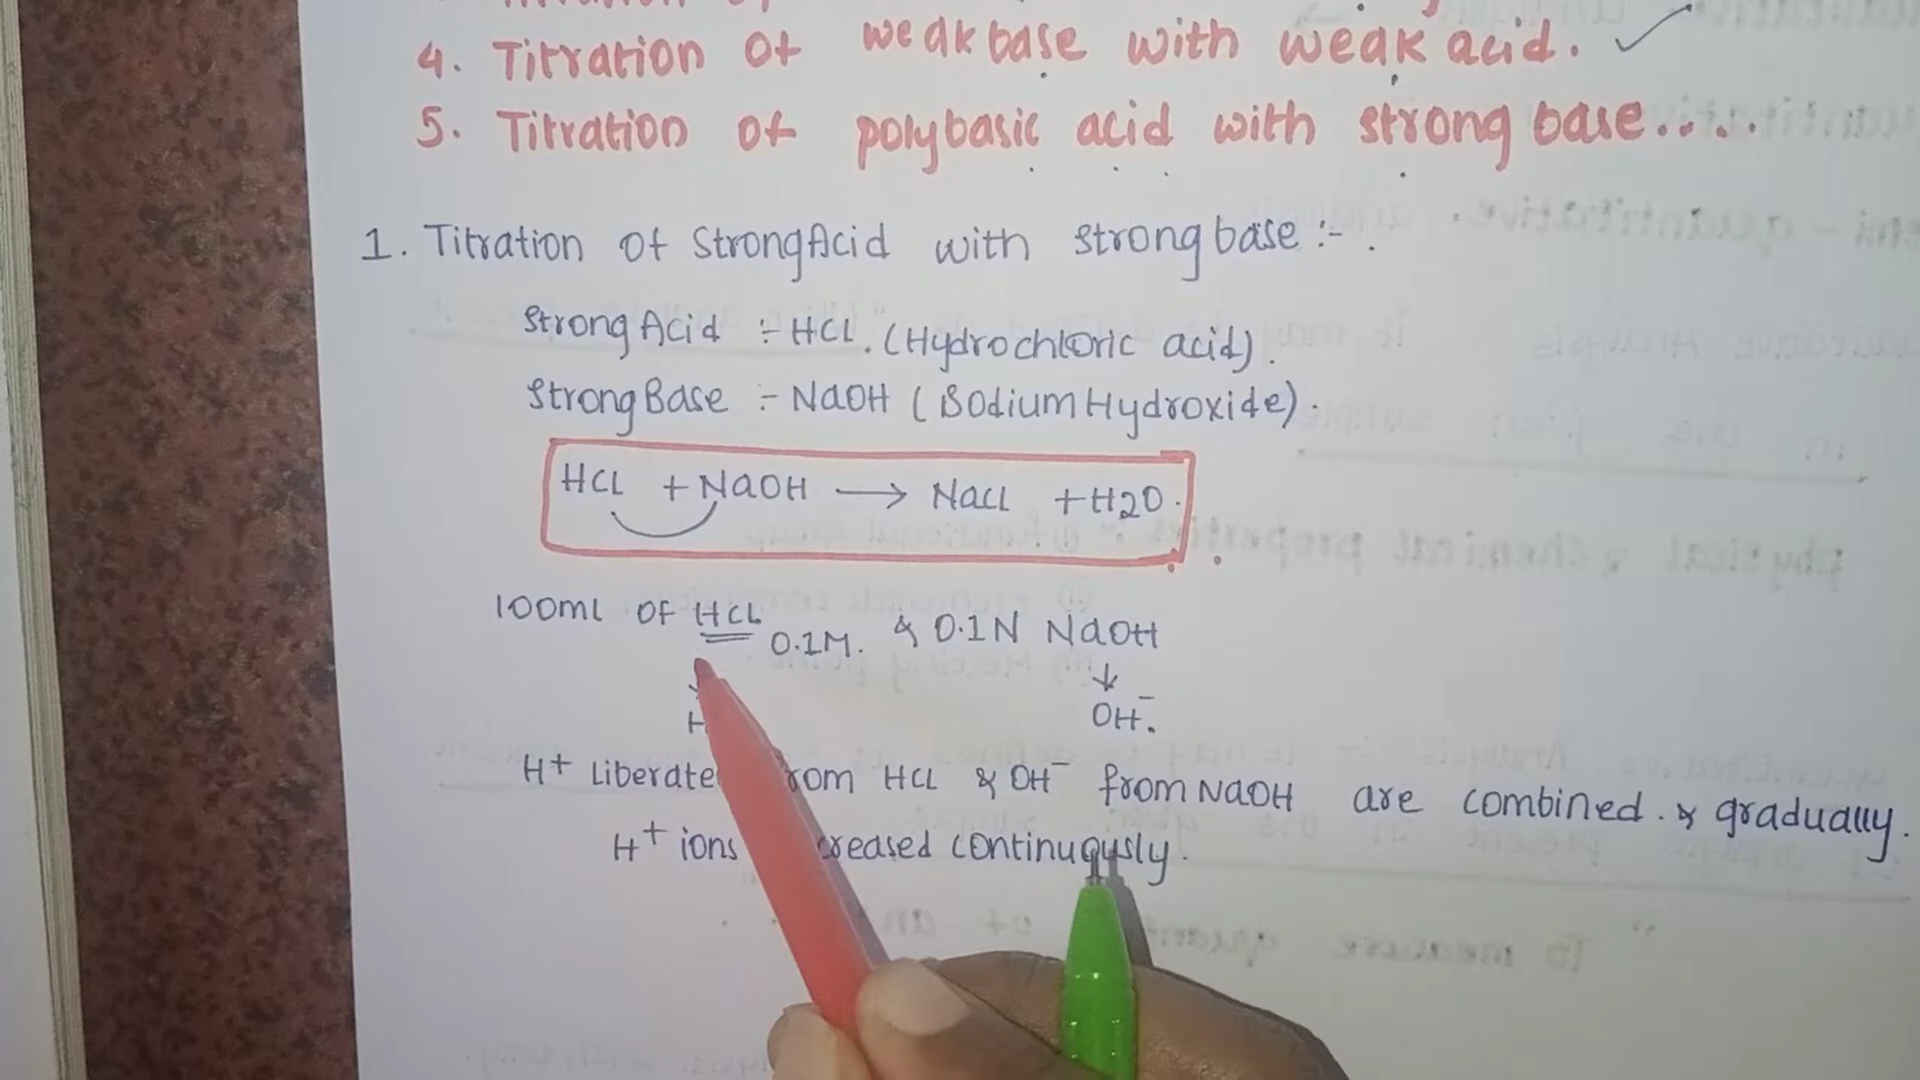 4. Titration Of weak base with weak acid.
5. Titration Of polybasic acid with strong base.....
1. Titration Of Strong Acid with Strong base :-
Strong Acid :- HCL. (Hydrochloric acid).
Strong Base :- NaOH (Sodium Hydroxide).
HCL + NaOH → NaCL + H2O.
100ml OF HCL 0.1M. & 0.1N NaOH
↓
OH⁻.
H+ Liberate from HCL & OH⁻ from NaOH are combined. & gradually.
H+ ions continuously.